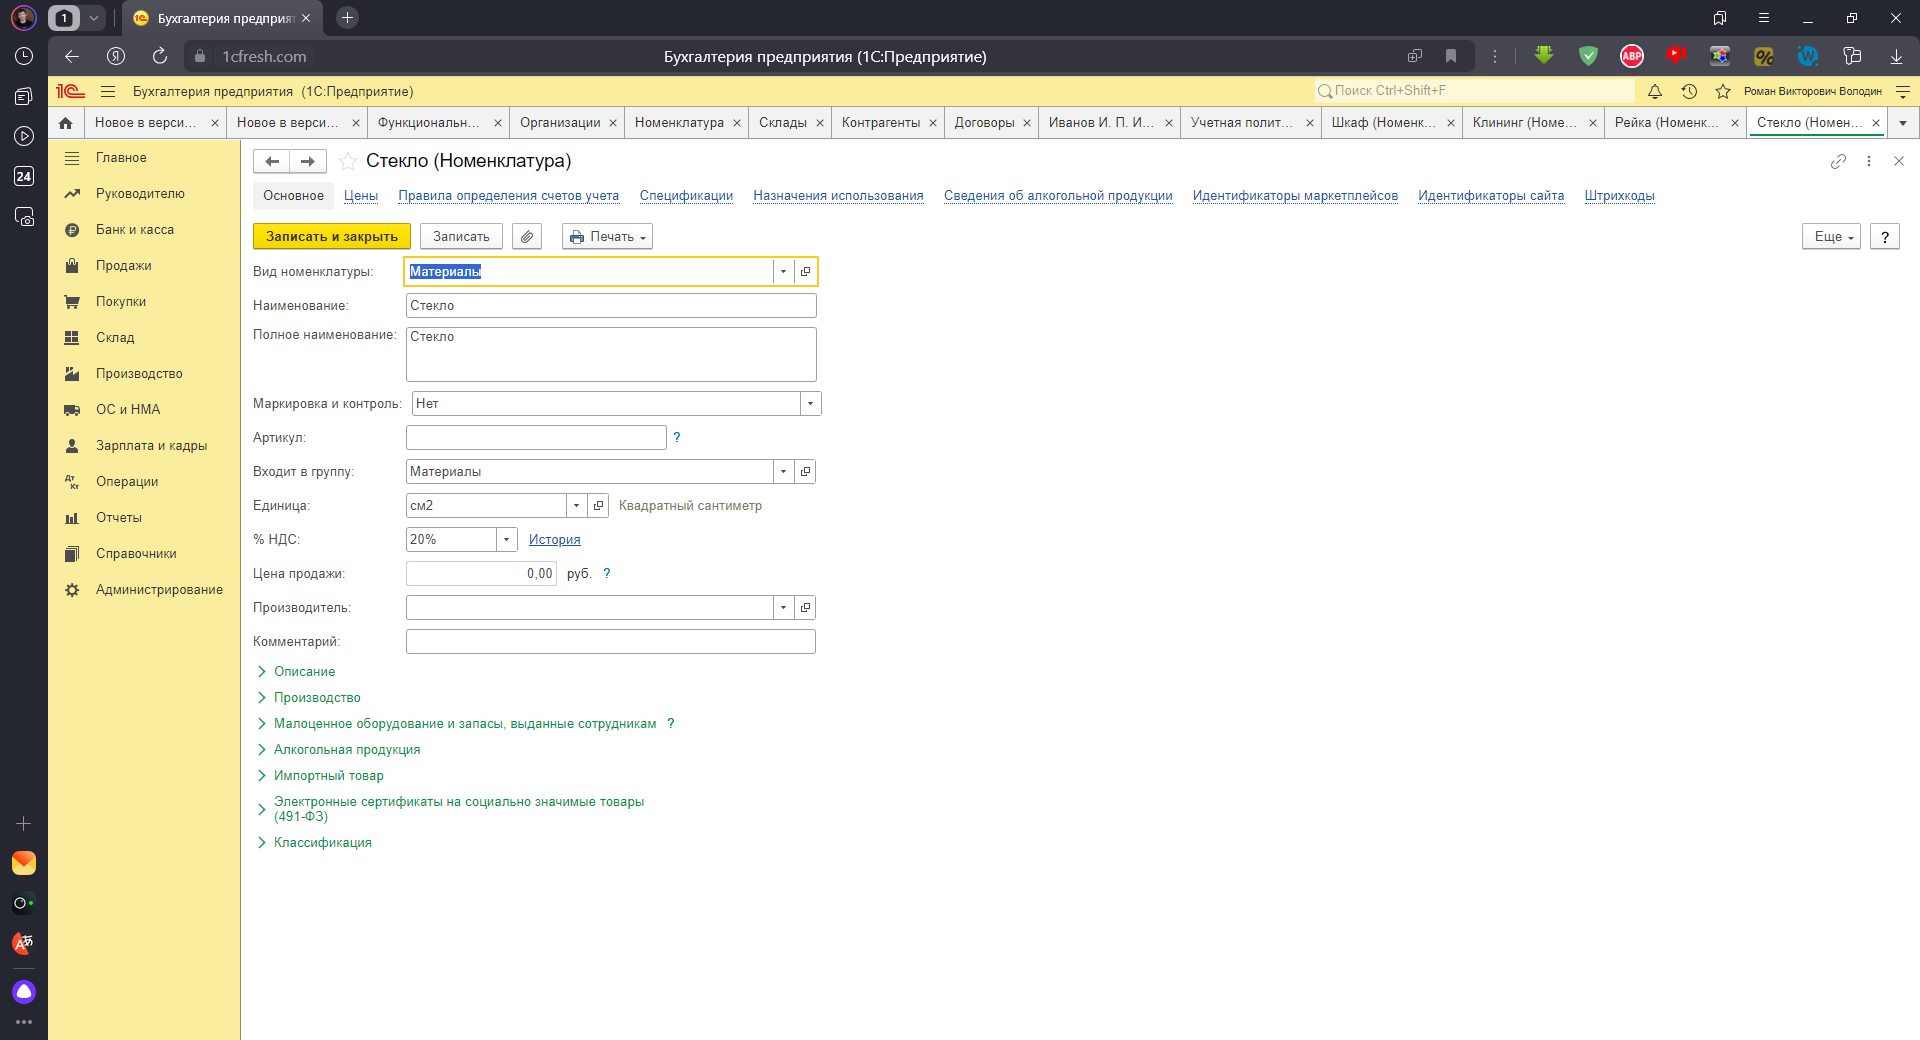 1
Бухгалтерия предприят
1cfresh.com
Бухгалтерия предприятия (1С:Предприятие)
ABP
24
Бухгалтерия предприятия (1С:Предприятие)
Поиск Ctrl+Shift+F
Роман Викторович Володин
Новое в верси...
Новое в верси...
Функциональн...
Организации
Номенклатура
Склады
Контрагенты
Договоры
Иванов И. П. И...
Учетная полит...
Шкаф (Номенк...
Клининг (Номе...
Рейка (Номенк...
Стекло (Номен...
Главное
Руководителю
Банк и касса
Продажи
Покупки
Склад
Производство
ОС и НМА
Зарплата и кадры
Дт Кт Операции
Отчеты
Справочники
Администрирование
Стекло (Номенклатура)
Основное
Цены
Правила определения счетов учета
Спецификации
Назначения использования
Сведения об алкогольной продукции
Идентификаторы маркетплейсов
Идентификаторы сайта
Штрихкоды
Записать и закрыть
Записать
Печать
Еще
?
Вид номенклатуры: Материалы
Наименование: Стекло
Полное наименование: Стекло
Маркировка и контроль: Нет
Артикул: ?
Входит в группу: Материалы
Единица: см2 Квадратный сантиметр
% НДС: 20% История
Цена продажи: 0,00 руб. ?
Производитель:
Комментарий:
Описание
Производство
Малоценное оборудование и запасы, выданные сотрудникам ?
Алкогольная продукция
Импортный товар
Электронные сертификаты на социально значимые товары
(491-ФЗ)
Классификация